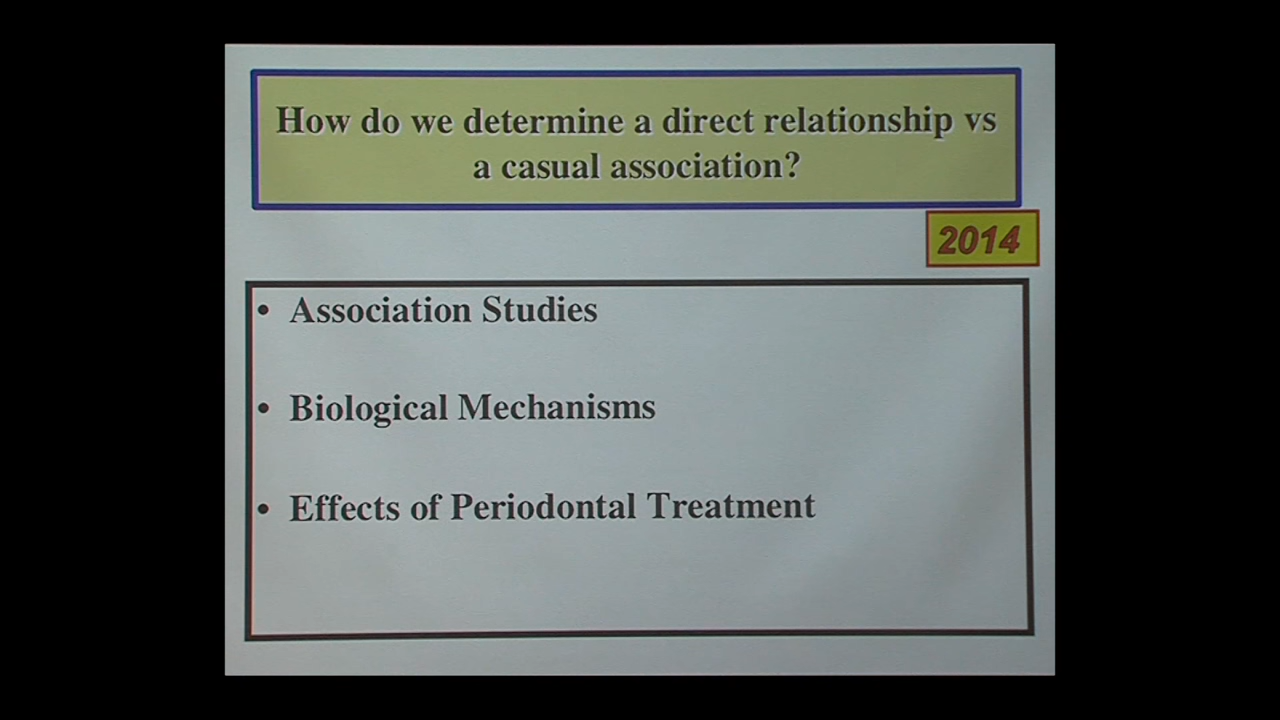 How do we determine a direct relationship vs
a casual association?
2014
• Association Studies
• Biological Mechanisms
• Effects of Periodontal Treatment